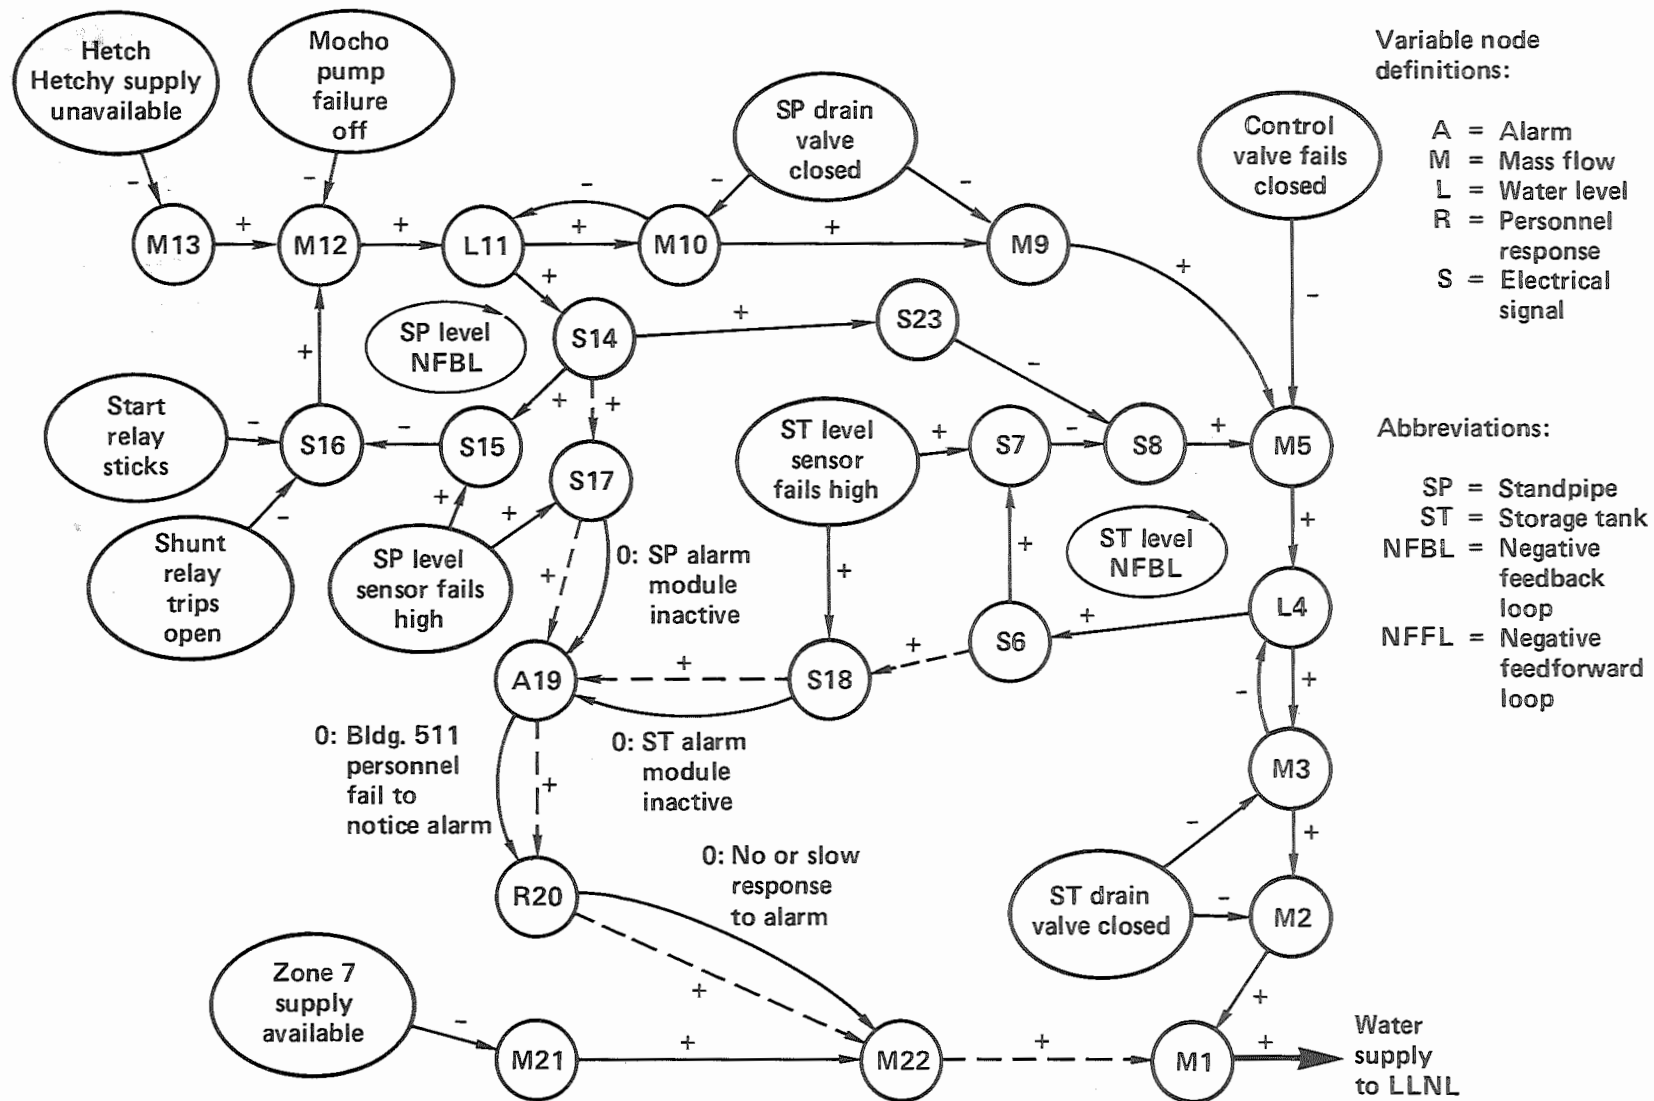 Hetch
Hetchy supply
unavailable
Mocho
pump
failure
off
SP drain
valve
closed
Control
valve fails
closed
Variable node
definitions:
A = Alarm
M = Mass flow
L = Water level
R = Personnel
response
S = Electrical
signal
–
–
–
–
–
M13
+
M12
+
L11
–
+
M10
+
M9
+
–
+
SP level
NFBL
S14
+
S23
–
+
Start
relay
sticks
–
S16
–
S15
+
+
S17
ST level
sensor
fails high
+
S7
–
S8
+
M5
Abbreviations:
SP = Standpipe
ST = Storage tank
NFBL = Negative
feedback
loop
NFFL = Negative
feedforward
loop
–
Shunt
relay
trips
open
+
+
SP level
sensor fails
high
+
0: SP alarm
module
inactive
+
+
ST level
NFBL
+
L4
+
S6
+
S18
+
A19
–
+
0: Bldg. 511
personnel
fail to
notice alarm
+
0: ST alarm
module
inactive
M3
–
+
R20
0: No or slow
response
to alarm
ST drain
valve closed
–
M2
+
Zone 7
supply
available
–
M21
+
+
M22
+
M1
+
Water
supply
to LLNL